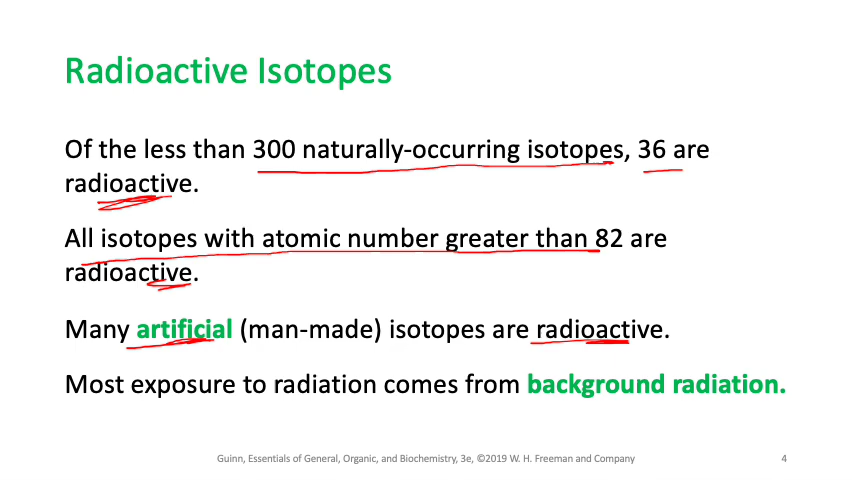 Radioactive Isotopes
Of the less than 300 naturally-occurring isotopes, 36 are
radioactive.
All isotopes with atomic number greater than 82 are
radioactive.
Many artificial (man-made) isotopes are radioactive.
Most exposure to radiation comes from background radiation.
Guinn, Essentials of General, Organic, and Biochemistry, 3e, ©2019 W. H. Freeman and Company
4